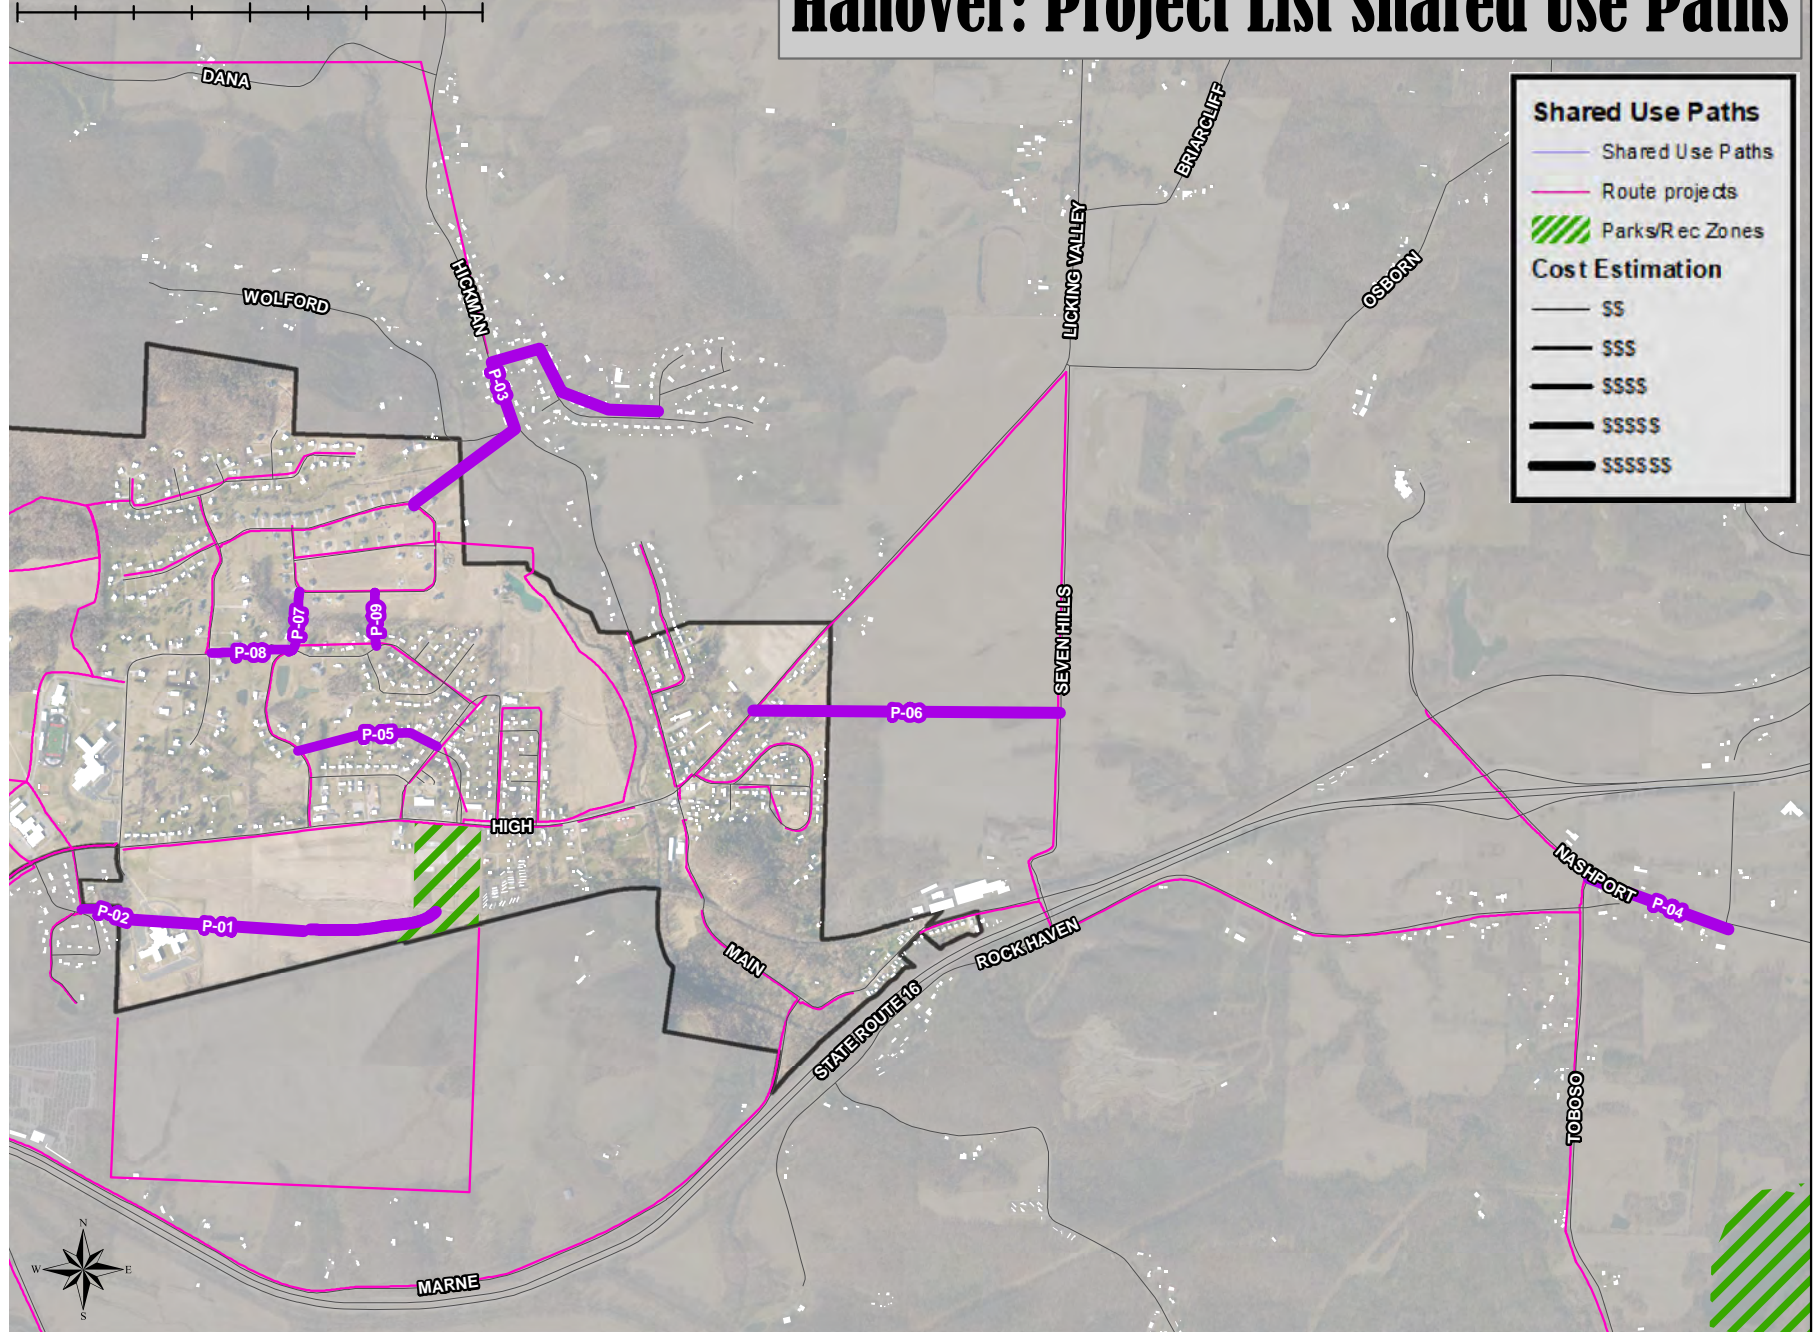 Hanover: Project List Shared Use Paths
Shared Use Paths
Shared Use Paths
Route projects
Parks/Rec Zones
Cost Estimation
$$
$$$
$$$$
$$$$$
$$$$$$
DANA
BRIARCLIFF
LICKING VALLEY
OSBORN
HICKMAN
WOLFORD
P-03
P-07
P-09
P-08
SEVEN HILLS
P-06
P-05
HIGH
NASHPORT
P-04
P-02
P-01
MAIN
ROCK HAVEN
STATE ROUTE 16
TOBOSO
MARNE
N
W
E
S